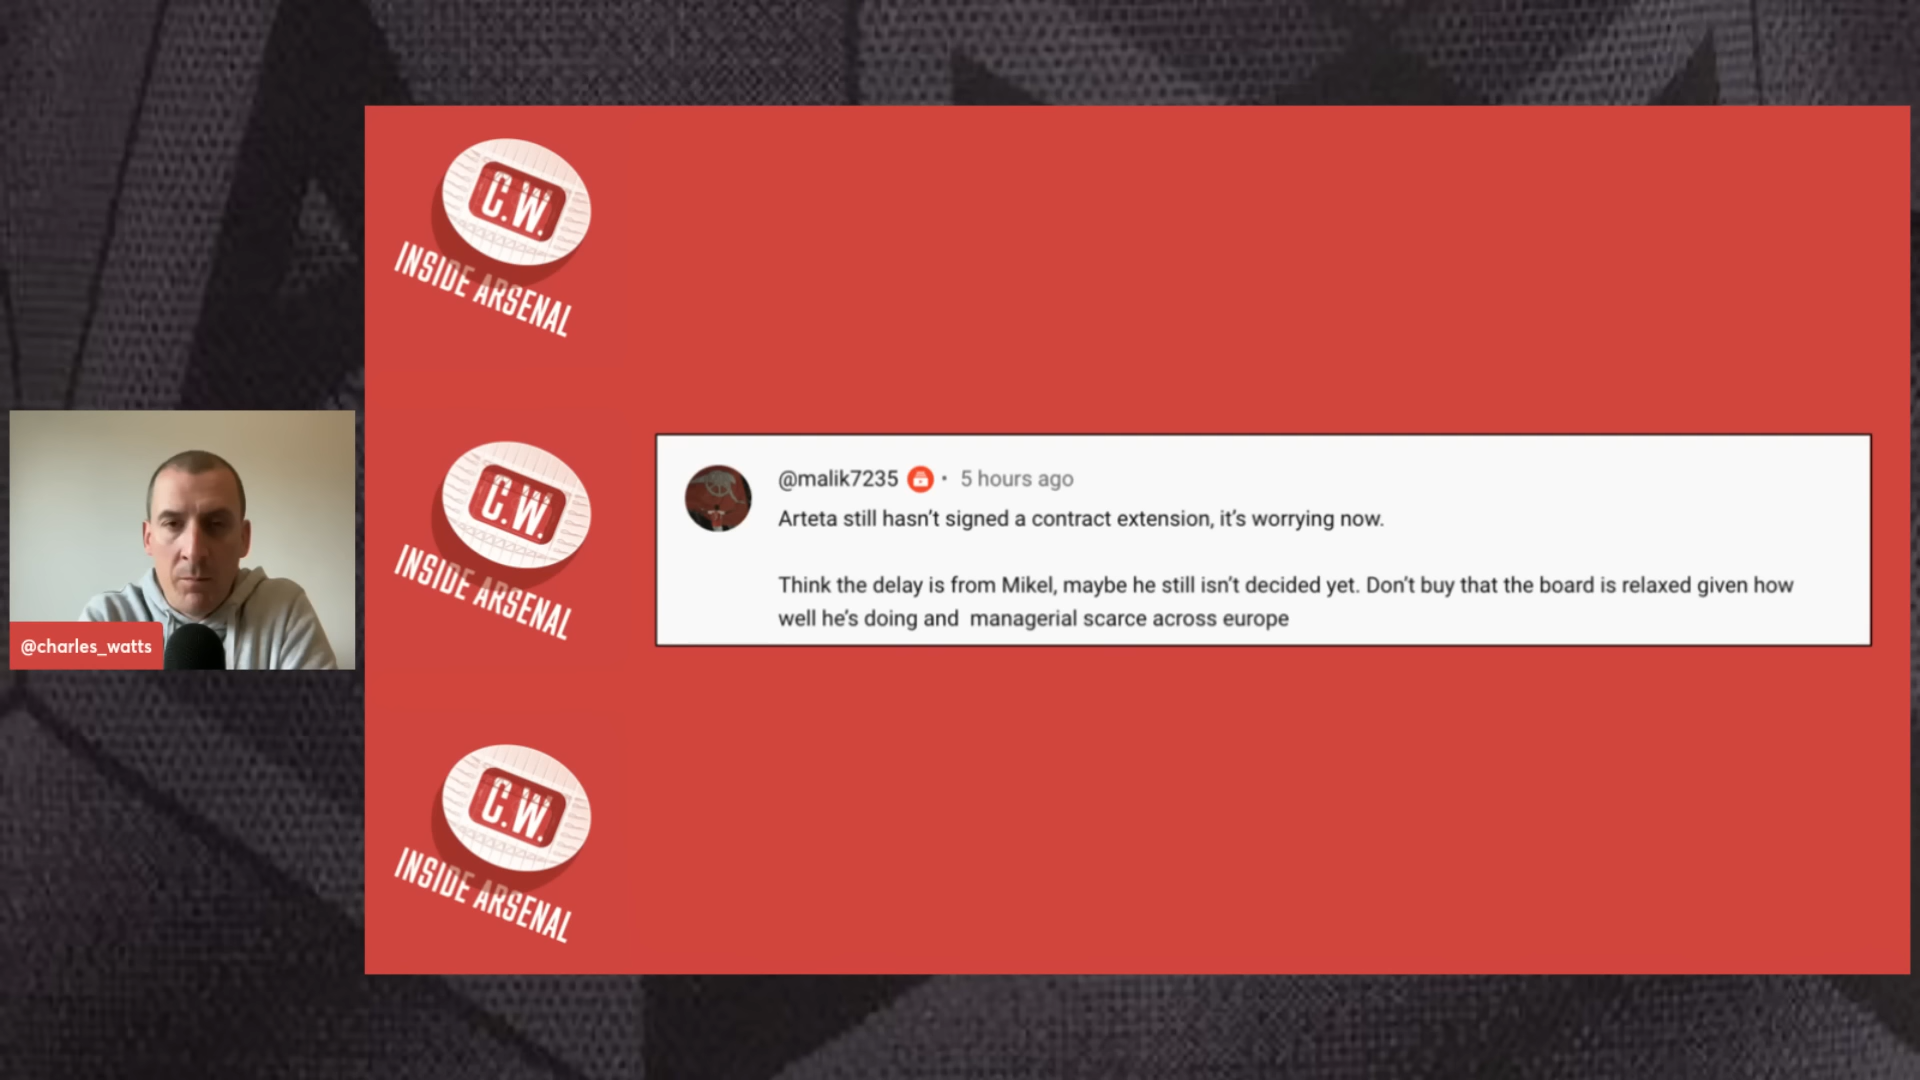 C.W.
INSIDE ARSENAL
C.W.
INSIDE ARSENAL
@charles_watts
@malik7235 · 5 hours ago
Arteta still hasn't signed a contract extension, it's worrying now.
Think the delay is from Mikel, maybe he still isn't decided yet. Don't buy that the board is relaxed given how
well he's doing and  managerial scarce across europe
C.W.
INSIDE ARSENAL